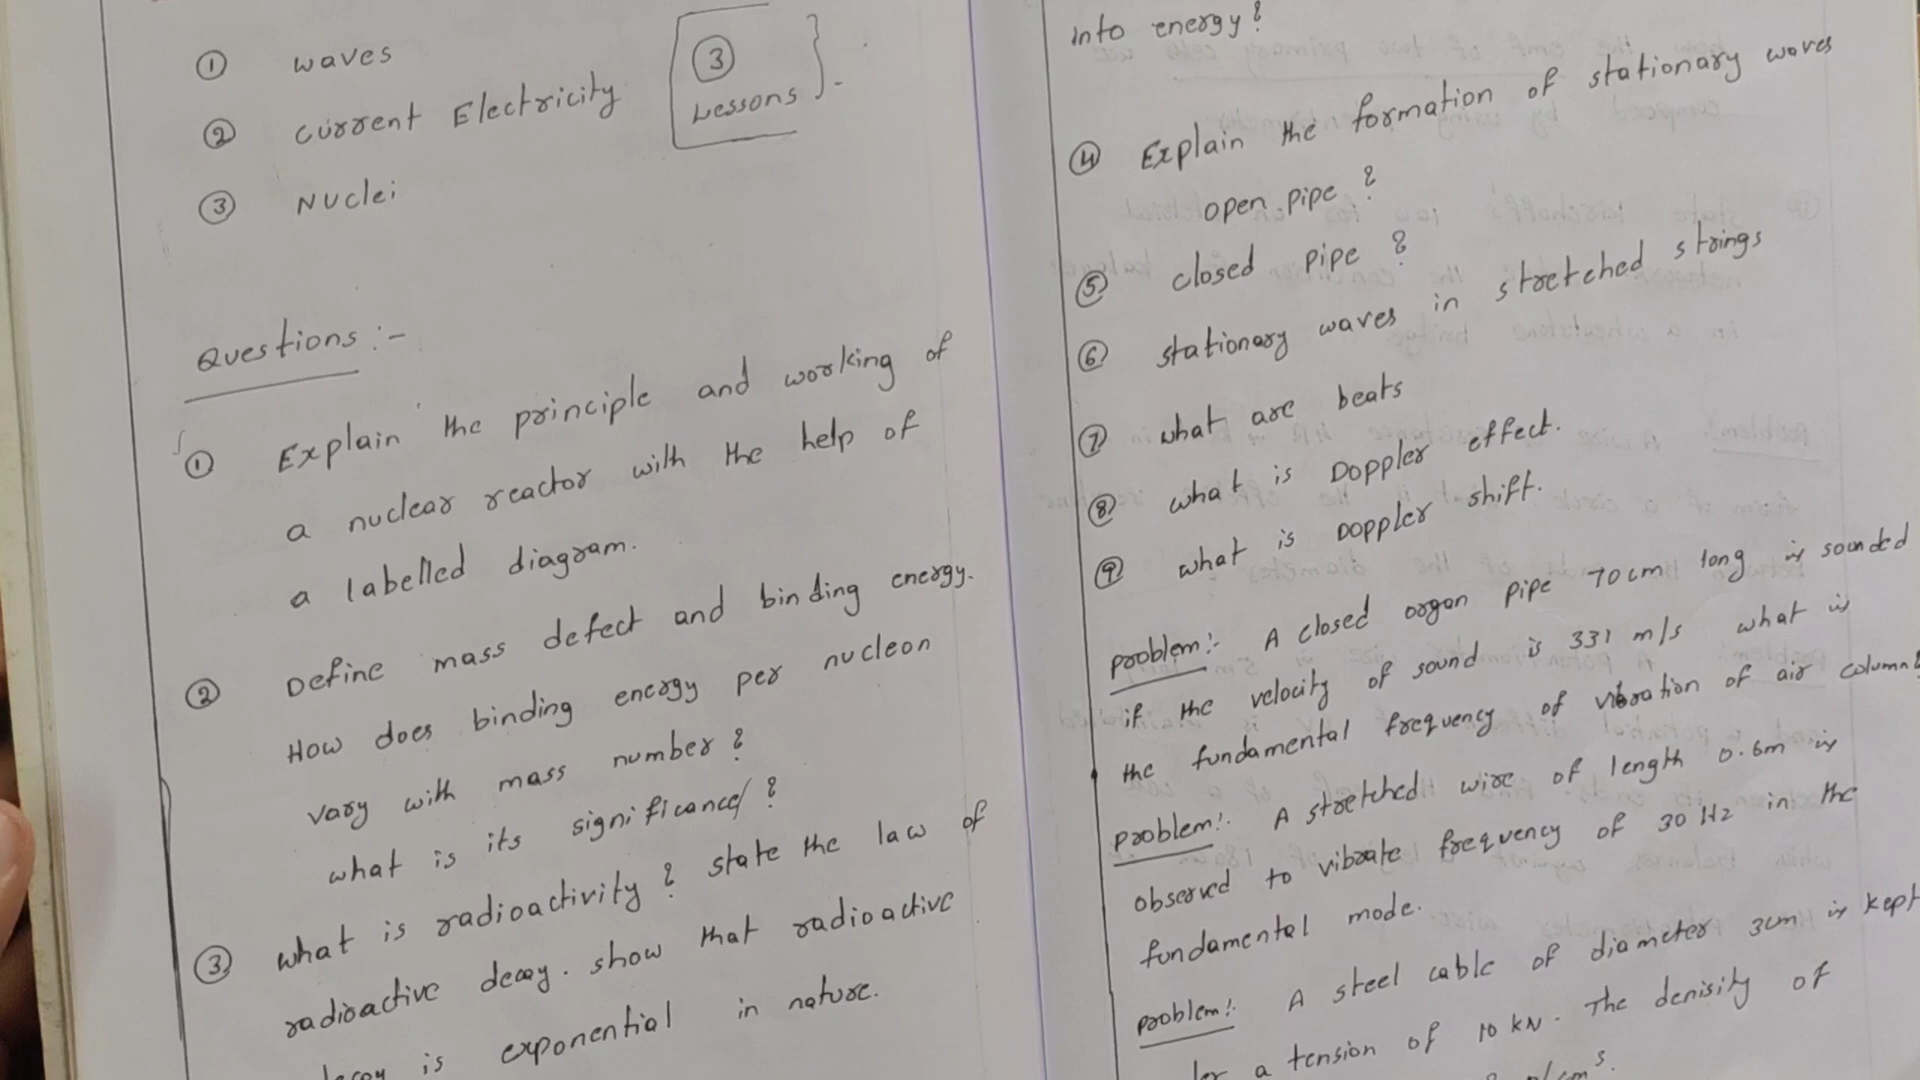 ① waves
② current Electricity
③ Nuclei
③
Lessons
Questions :-
① Explain the principle and working of
a nuclear reactor with the help of
a labelled diagram.
② Define mass defect and binding energy.
How does binding energy per nucleon
vary with mass number ?
what is its significance ?
③ what is radioactivity ? state the law of
radioactive decay. show that radioactive
decay is exponential in nature.
into energy ?
④ Explain the formation of stationary waves
open pipe ?
⑤ closed pipe ?
⑥ stationary waves in stretched strings
⑦ what are beats
⑧ what is Doppler effect.
⑨ what is Doppler shift.
problem:- A closed organ pipe 70cm long is sounded
if the velocity of sound is 331 m/s what is
the fundamental frequency of vibration of air column?
problem:- A stretched wire of length 0.6m is
observed to vibrate frequency of 30 Hz in the
fundamental mode.
problem:- A steel cable of diameter 3cm is kept
a tension of 10 kN. The denisity of